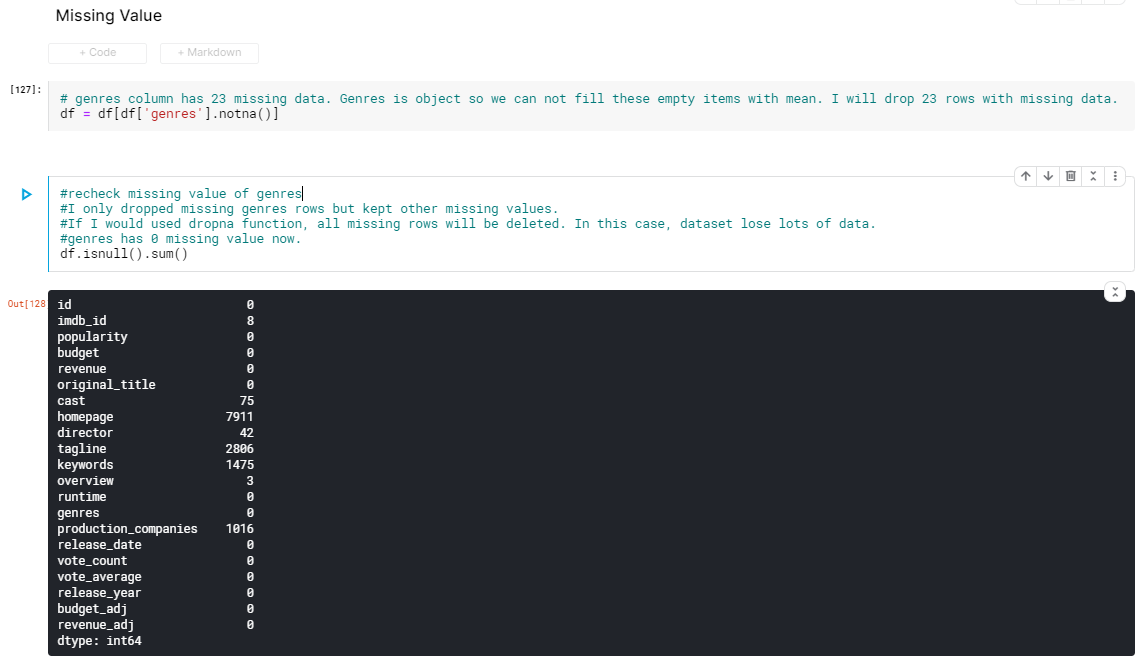 Missing Value
+ Code
+ Markdown
[127]:
# genres column has 23 missing data. Genres is object so we can not fill these empty items with mean. I will drop 23 rows with missing data.
df = df[df['genres'].notna()]
#recheck missing value of genres
#I only dropped missing genres rows but kept other missing values.
#If I would used dropna function, all missing rows will be deleted. In this case, dataset lose lots of data.
#genres has 0 missing value now.
df.isnull().sum()
Out[128
id 0
imdb_id 8
popularity 0
budget 0
revenue 0
original_title 0
cast 75
homepage 7911
director 42
tagline 2806
keywords 1475
overview 3
runtime 0
genres 0
production_companies 1016
release_date 0
vote_count 0
vote_average 0
release_year 0
budget_adj 0
revenue_adj 0
dtype: int64